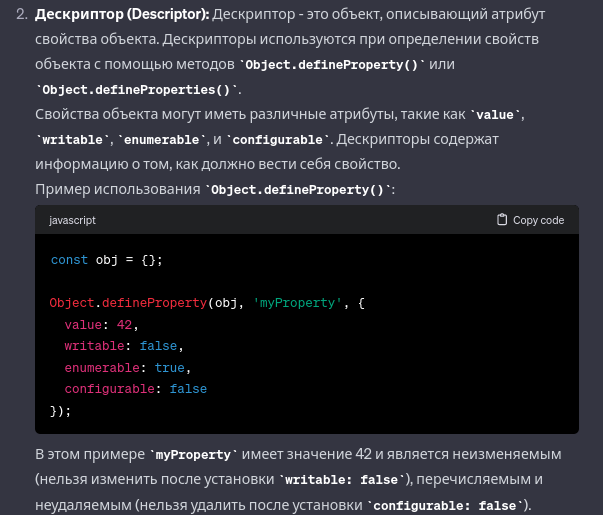 2. Дескриптор (Descriptor): Дескриптор - это объект, описывающий атрибут
свойства объекта. Дескрипторы используются при определении свойств
объекта с помощью методов `Object.defineProperty()` или
`Object.defineProperties()`.
Свойства объекта могут иметь различные атрибуты, такие как `value`,
`writable`, `enumerable`, и `configurable`. Дескрипторы содержат
информацию о том, как должно вести себя свойство.
Пример использования `Object.defineProperty()`:
javascript Copy code
const obj = {};
Object.defineProperty(obj, 'myProperty', {
  value: 42,
  writable: false,
  enumerable: true,
  configurable: false
});
В этом примере `myProperty` имеет значение 42 и является неизменяемым
(нельзя изменить после установки `writable: false`), перечисляемым и
неудаляемым (нельзя удалить после установки `configurable: false`).